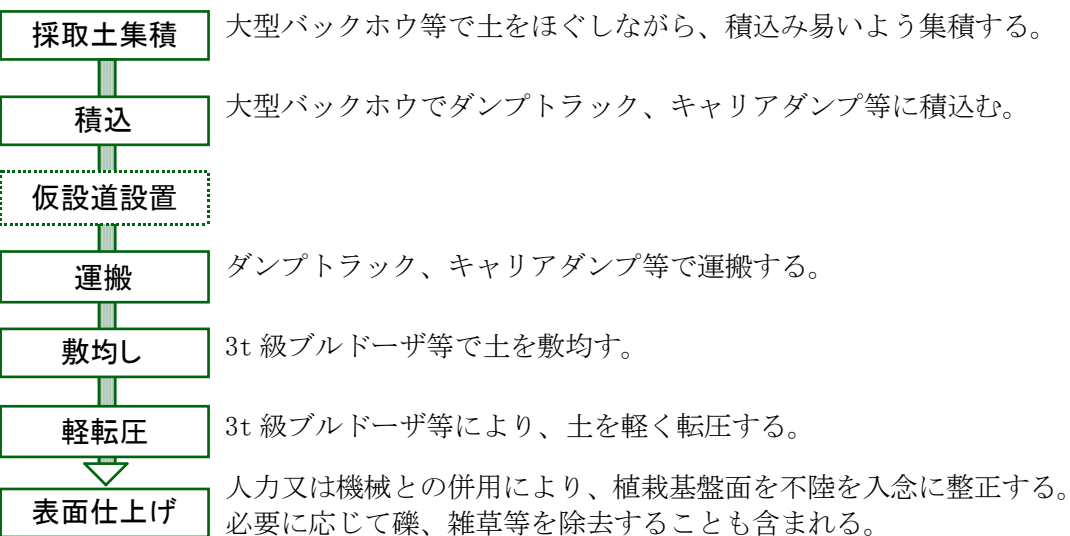 採取土集積
大型バックホウ等で土をほぐしながら、積込み易いよう集積する。
積込
大型バックホウでダンプトラック、キャリアダンプ等に積込む。
仮設道設置
運搬
ダンプトラック、キャリアダンプ等で運搬する。
敷均し
3t 級ブルドーザ等で土を敷均す。
軽転圧
3t 級ブルドーザ等により、土を軽く転圧する。
表面仕上げ
人力又は機械との併用により、植栽基盤面を不陸を入念に整正する。
必要に応じて礫、雑草等を除去することも含まれる。